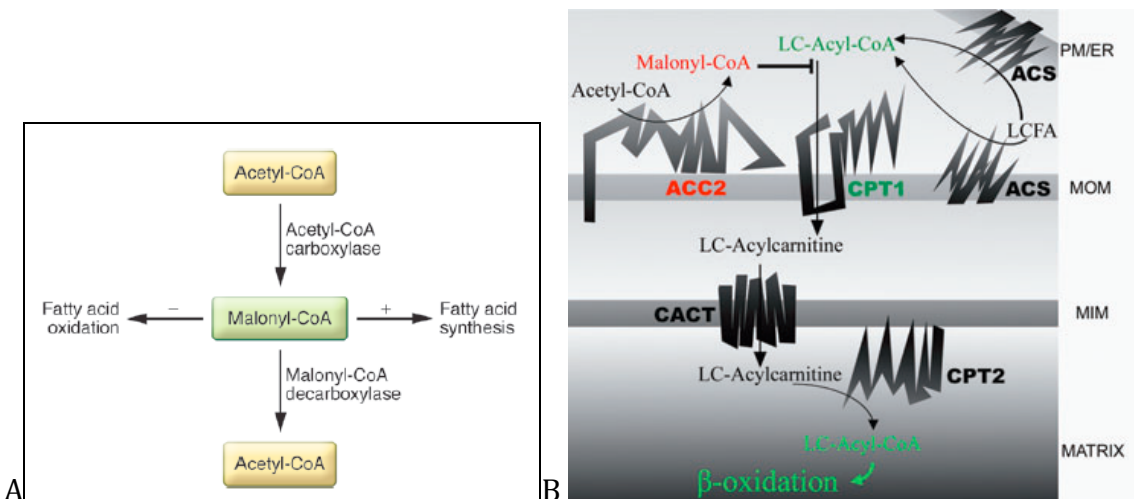 Acetyl-CoA
Acetyl-CoA
carboxylase
Fatty acid
oxidation
−
Malonyl-CoA
+
Fatty acid
synthesis
Malonyl-CoA
decarboxylase
Acetyl-CoA
A
LC-Acyl-CoA
Malonyl-CoA
Acetyl-CoA
ACS
PM/ER
LCFA
ACC2
CPT1
ACS
MOM
LC-Acylcarnitine
CACT
MIM
LC-Acylcarnitine
CPT2
LC-Acyl-CoA
MATRIX
β-oxidation
B